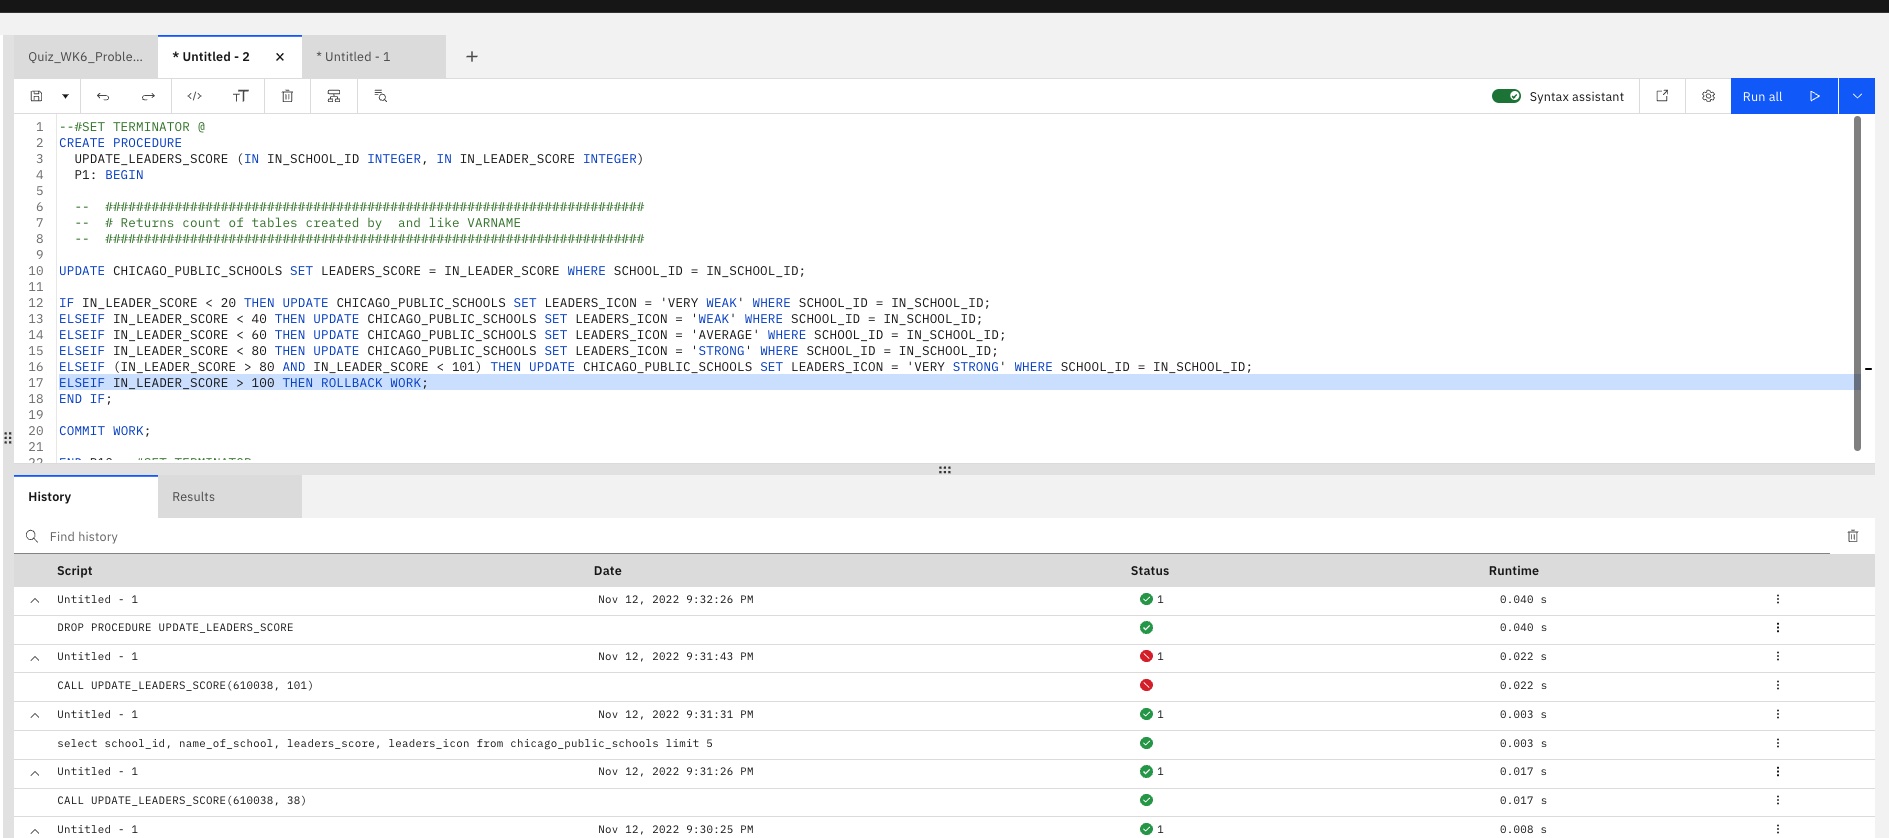 Quiz_WK6_Proble...
* Untitled - 2
* Untitled - 1
Syntax assistant
Run all
1 --#SET TERMINATOR @
2 CREATE PROCEDURE
3 UPDATE_LEADERS_SCORE (IN IN_SCHOOL_ID INTEGER, IN IN_LEADER_SCORE INTEGER)
4 P1: BEGIN
5
6 -- ######################################################################
7 -- # Returns count of tables created by  and like VARNAME
8 -- ######################################################################
9
10 UPDATE CHICAGO_PUBLIC_SCHOOLS SET LEADERS_SCORE = IN_LEADER_SCORE WHERE SCHOOL_ID = IN_SCHOOL_ID;
11
12 IF IN_LEADER_SCORE < 20 THEN UPDATE CHICAGO_PUBLIC_SCHOOLS SET LEADERS_ICON = 'VERY WEAK' WHERE SCHOOL_ID = IN_SCHOOL_ID;
13 ELSEIF IN_LEADER_SCORE < 40 THEN UPDATE CHICAGO_PUBLIC_SCHOOLS SET LEADERS_ICON = 'WEAK' WHERE SCHOOL_ID = IN_SCHOOL_ID;
14 ELSEIF IN_LEADER_SCORE < 60 THEN UPDATE CHICAGO_PUBLIC_SCHOOLS SET LEADERS_ICON = 'AVERAGE' WHERE SCHOOL_ID = IN_SCHOOL_ID;
15 ELSEIF IN_LEADER_SCORE < 80 THEN UPDATE CHICAGO_PUBLIC_SCHOOLS SET LEADERS_ICON = 'STRONG' WHERE SCHOOL_ID = IN_SCHOOL_ID;
16 ELSEIF (IN_LEADER_SCORE > 80 AND IN_LEADER_SCORE < 101) THEN UPDATE CHICAGO_PUBLIC_SCHOOLS SET LEADERS_ICON = 'VERY STRONG' WHERE SCHOOL_ID = IN_SCHOOL_ID;
17 ELSEIF IN_LEADER_SCORE > 100 THEN ROLLBACK WORK;
18 END IF;
19
20 COMMIT WORK;
21
History
Results
Find history
Script Date Status Runtime
Untitled - 1 Nov 12, 2022 9:32:26 PM 1 0.040 s
DROP PROCEDURE UPDATE_LEADERS_SCORE 0.040 s
Untitled - 1 Nov 12, 2022 9:31:43 PM 1 0.022 s
CALL UPDATE_LEADERS_SCORE(610038, 101) 0.022 s
Untitled - 1 Nov 12, 2022 9:31:31 PM 1 0.003 s
select school_id, name_of_school, leaders_score, leaders_icon from chicago_public_schools limit 5 0.003 s
Untitled - 1 Nov 12, 2022 9:31:26 PM 1 0.017 s
CALL UPDATE_LEADERS_SCORE(610038, 38) 0.017 s
Untitled - 1 Nov 12, 2022 9:30:25 PM 1 0.008 s